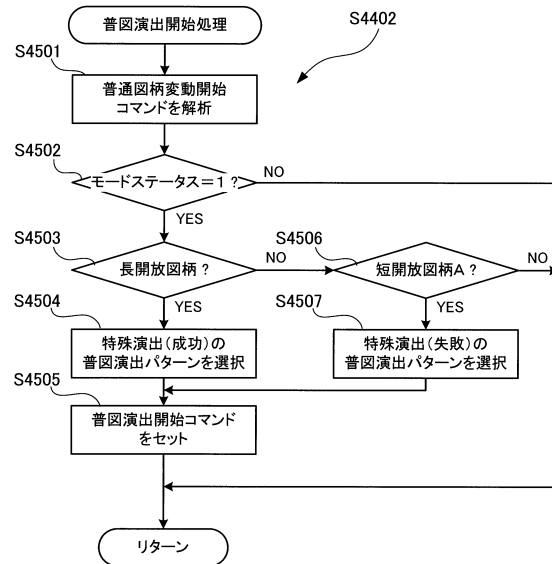 普図演出開始処理
S4402
S4501
普通図柄変動開始
コマンドを解析
S4502
モードステータス=1?
NO
YES
S4503
長開放図柄?
NO
YES
S4506
短開放図柄A?
NO
YES
S4504
特殊演出(成功)の
普図演出パターンを選択
S4507
特殊演出(失敗)の
普図演出パターンを選択
S4505
普図演出開始コマンド
をセット
リターン